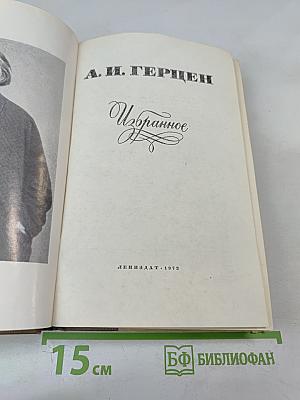 А. И. ГЕРЦЕН
Избранное
ЛЕНИЗДАТ · 1972
15 см
БФ БИБЛИОФАН